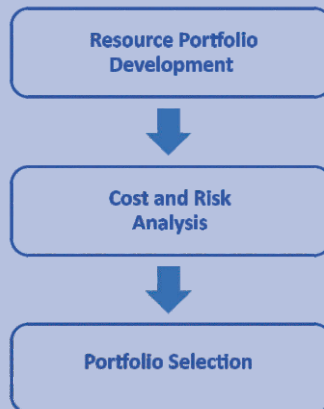 Resource Portfolio
Development
Cost and Risk
Analysis
Portfolio Selection